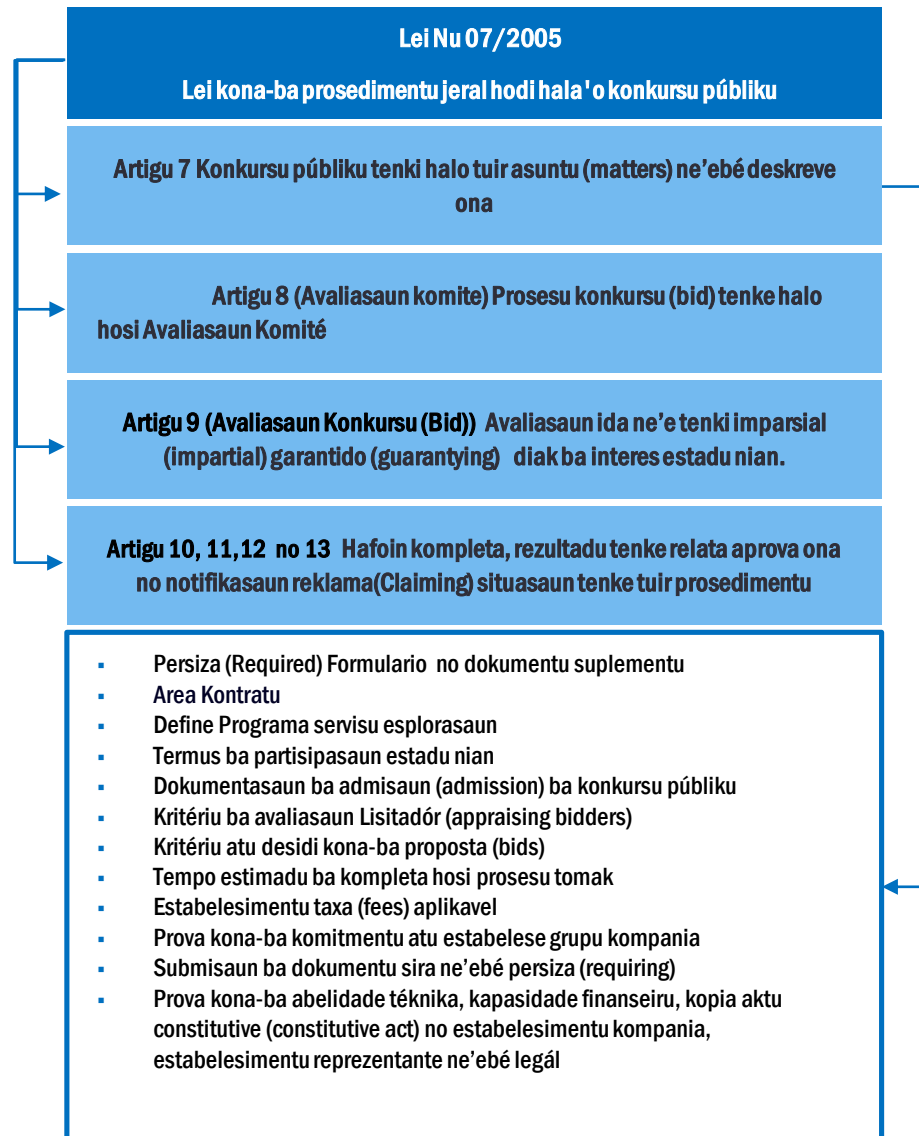 Lei Nu 07/2005
Lei kona-ba prosedimentu jeral hodi hala'o konkursu públiku
Artigu 7 Konkursu públiku tenki halo tuir asuntu (matters) ne'ebé deskreve
ona
Artigu 8 (Avaliasaun komite) Prosesu konkursu (bid) tenke halo
hosi Avaliasaun Komité
Artigu 9 (Avaliasaun Konkursu (Bid)) Avaliasaun ida ne'e tenki imparsial
(impartial) garantido (guarantying) diak ba interes estadu nian.
Artigu 10, 11,12 no 13 Hafoin kompleta, rezultadu tenke relata aprova ona
no notifikasaun reklama(Claiming) situasaun tenke tuir prosedimentu
▪ Persiza (Required) Formulario no dokumentu suplementu
▪ Area Kontratu
▪ Define Programa servisu esplorasaun
▪ Termus ba partisipasaun estadu nian
▪ Dokumentasaun ba admisaun (admission) ba konkursu públiku
▪ Kritériu ba avaliasaun Lisitadór (appraising bidders)
▪ Kritériu atu desidi kona-ba proposta (bids)
▪ Tempo estimadu ba kompleta hosi prosesu tomak
▪ Estabelesimentu taxa (fees) aplikavel
▪ Prova kona-ba komitmentu atu estabelese grupu kompania
▪ Submisaun ba dokumentu sira ne'ebé persiza (requiring)
▪ Prova kona-ba abelidade téknika, kapasidade finanseiru, kopia aktu
constitutive (constitutive act) no estabelesimentu kompania,
estabelesimentu reprezentante ne'ebé legál